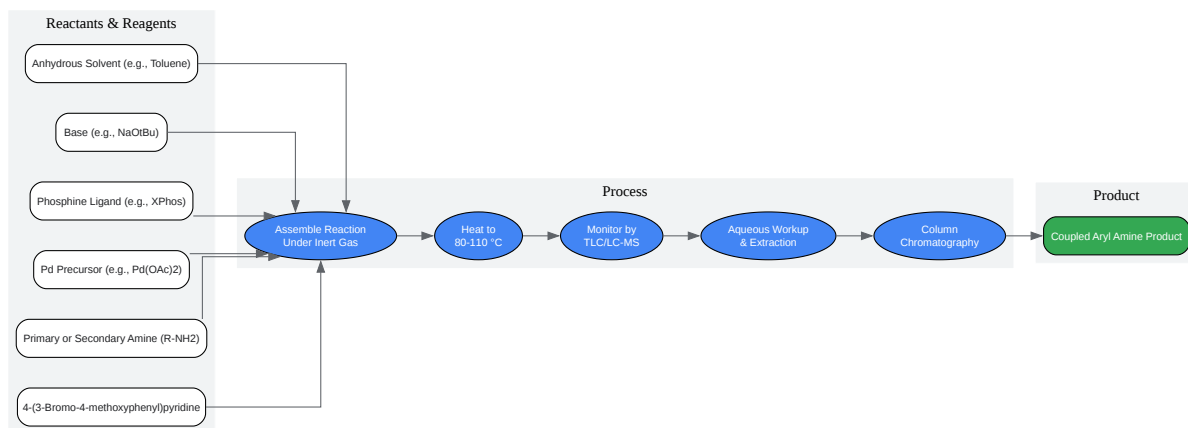 Reactants & Reagents
Anhydrous Solvent (e.g., Toluene)
Base (e.g., NaOtBu)
Phosphine Ligand (e.g., XPhos)
Pd Precursor (e.g., Pd(OAc)2)
Primary or Secondary Amine (R-NH2)
4-(3-Bromo-4-methoxyphenyl)pyridine
Process
Assemble Reaction
Under Inert Gas
Heat to
80-110 °C
Monitor by
TLC/LC-MS
Aqueous Workup
& Extraction
Column
Chromatography
Product
Coupled Aryl Amine Product